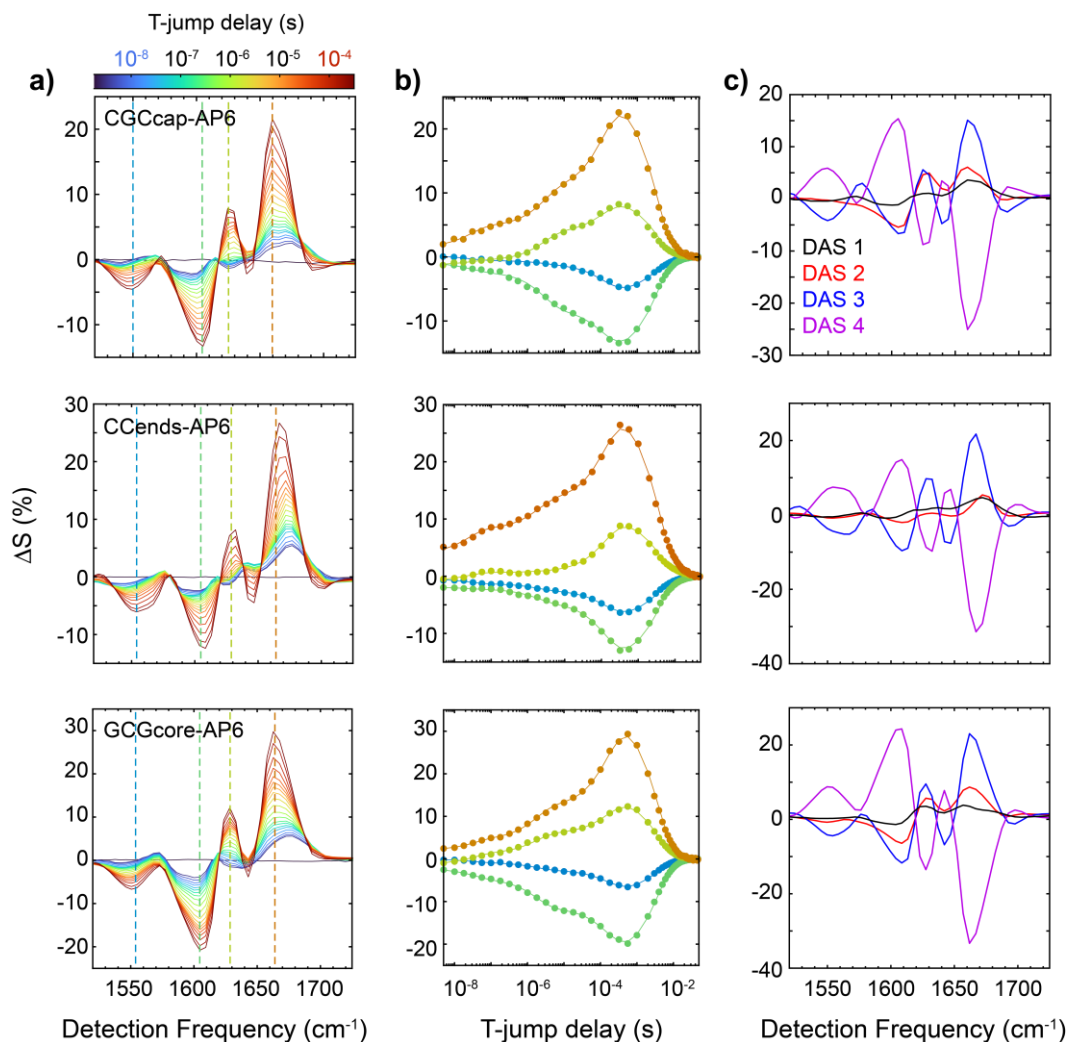 T-jump delay (s)
10⁻⁸ 10⁻⁷ 10⁻⁶ 10⁻⁵ 10⁻⁴
a) b) c)
CGCcap-AP6
20
10
0
-10
20
10
0
-10
20
10
0
-10
-20
-30
DAS 1
DAS 2
DAS 3
DAS 4
CCends-AP6
30
20
10
0
-10
30
20
10
0
-10
20
0
-20
-40
GCGcore-AP6
30
20
10
0
-10
-20
30
20
10
0
-10
-20
20
0
-20
-40
ΔS (%)
1550 1600 1650 1700
10⁻⁸ 10⁻⁶ 10⁻⁴ 10⁻²
1550 1600 1650 1700
Detection Frequency (cm⁻¹)
T-jump delay (s)
Detection Frequency (cm⁻¹)